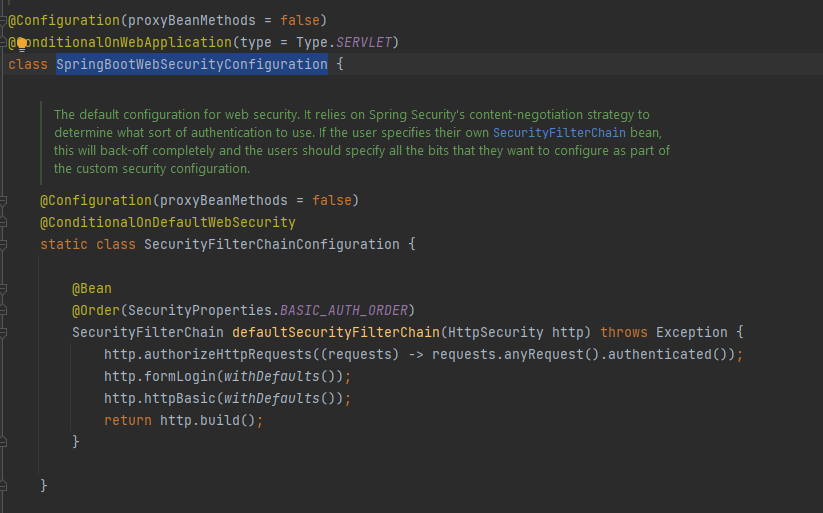 @Configuration(proxyBeanMethods = false)
@ConditionalOnWebApplication(type = Type.SERVLET)
class SpringBootWebSecurityConfiguration {
The default configuration for web security. It relies on Spring Security's content-negotiation strategy to
determine what sort of authentication to use. If the user specifies their own SecurityFilterChain bean,
this will back-off completely and the users should specify all the bits that they want to configure as part of
the custom security configuration.
@Configuration(proxyBeanMethods = false)
@ConditionalOnDefaultWebSecurity
static class SecurityFilterChainConfiguration {
@Bean
@Order(SecurityProperties.BASIC_AUTH_ORDER)
SecurityFilterChain defaultSecurityFilterChain(HttpSecurity http) throws Exception {
http.authorizeHttpRequests((requests) -> requests.anyRequest().authenticated());
http.formLogin(withDefaults());
http.httpBasic(withDefaults());
return http.build();
}
}